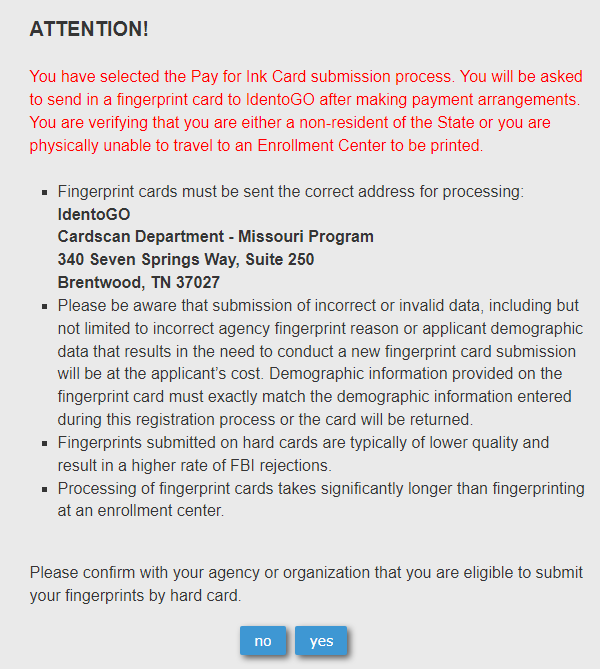 ATTENTION!
You have selected the Pay for Ink Card submission process. You will be asked
to send in a fingerprint card to IdentoGO after making payment arrangements.
You are verifying that you are either a non-resident of the State or you are
physically unable to travel to an Enrollment Center to be printed.
Fingerprint cards must be sent the correct address for processing:
IdentoGO
Cardscan Department - Missouri Program
340 Seven Springs Way, Suite 250
Brentwood, TN 37027
Please be aware that submission of incorrect or invalid data, including but
not limited to incorrect agency fingerprint reason or applicant demographic
data that results in the need to conduct a new fingerprint card submission
will be at the applicant's cost. Demographic information provided on the
fingerprint card must exactly match the demographic information entered
during this registration process or the card will be returned.
Fingerprints submitted on hard cards are typically of lower quality and
result in a higher rate of FBI rejections.
Processing of fingerprint cards takes significantly longer than fingerprinting
at an enrollment center.
Please confirm with your agency or organization that you are eligible to submit
your fingerprints by hard card.
no yes